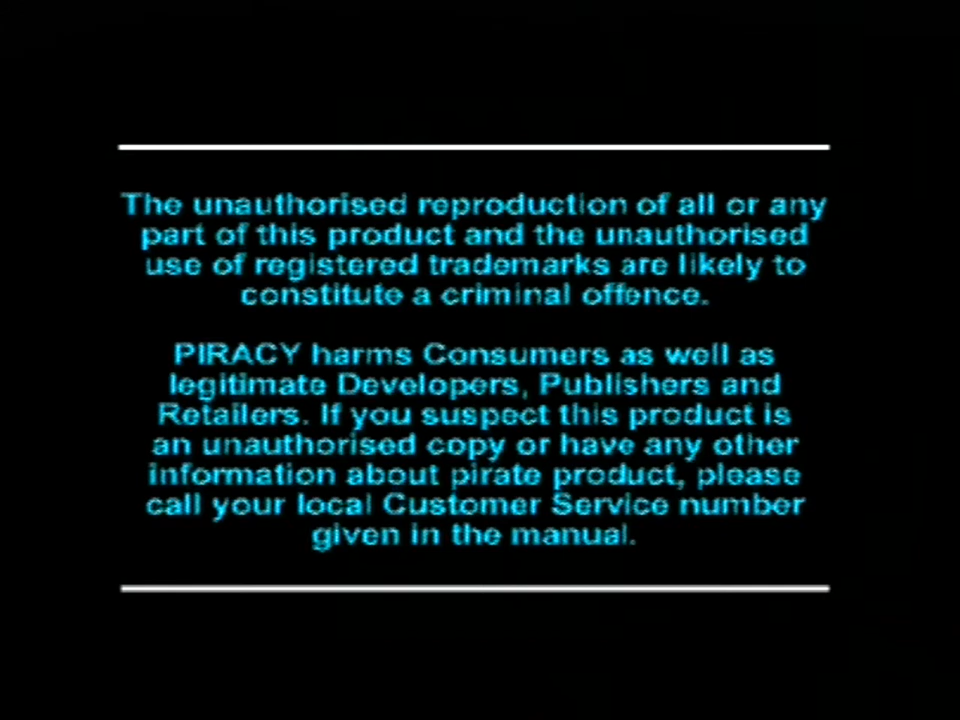 The unauthorised reproduction of all or any
part of this product and the unauthorised
use of registered trademarks are likely to
constitute a criminal offence.
PIRACY harms Consumers as well as
legitimate Developers, Publishers and
Retailers. If you suspect this product is
an unauthorised copy or have any other
information about pirate product, please
call your local Customer Service number
given in the manual.